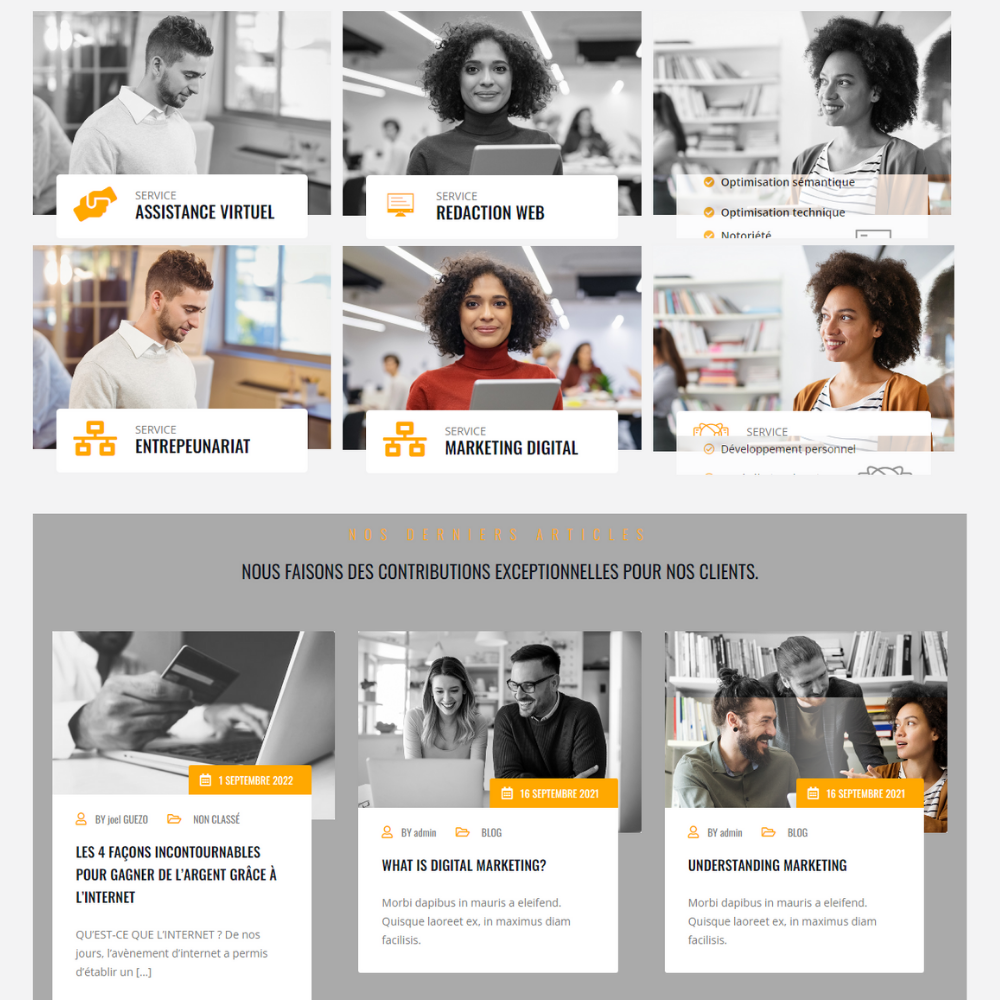 SERVICE
ASSISTANCE VIRTUEL
SERVICE
REDACTION WEB
Optimisation sémantique
Optimisation technique
Notoriété
SERVICE
ENTREPEUNARIAT
SERVICE
MARKETING DIGITAL
SERVICE
Développement personnel
NOS DERNIERS ARTICLES
NOUS FAISONS DES CONTRIBUTIONS EXCEPTIONNELLES POUR NOS CLIENTS.
1 SEPTEMBRE 2022
BY joel GUEZO NON CLASSÉ
LES 4 FAÇONS INCONTOURNABLES
POUR GAGNER DE L'ARGENT GRÂCE À
L'INTERNET
QU'EST-CE QUE L'INTERNET ? De nos
jours, l'avènement d'internet a permis
d'établir un [...]
16 SEPTEMBRE 2021
BY admin BLOG
WHAT IS DIGITAL MARKETING?
Morbi dapibus in mauris a eleifend.
Quisque laoreet ex, in maximus diam
facilisis.
16 SEPTEMBRE 2021
BY admin BLOG
UNDERSTANDING MARKETING
Morbi dapibus in mauris a eleifend.
Quisque laoreet ex, in maximus diam
facilisis.